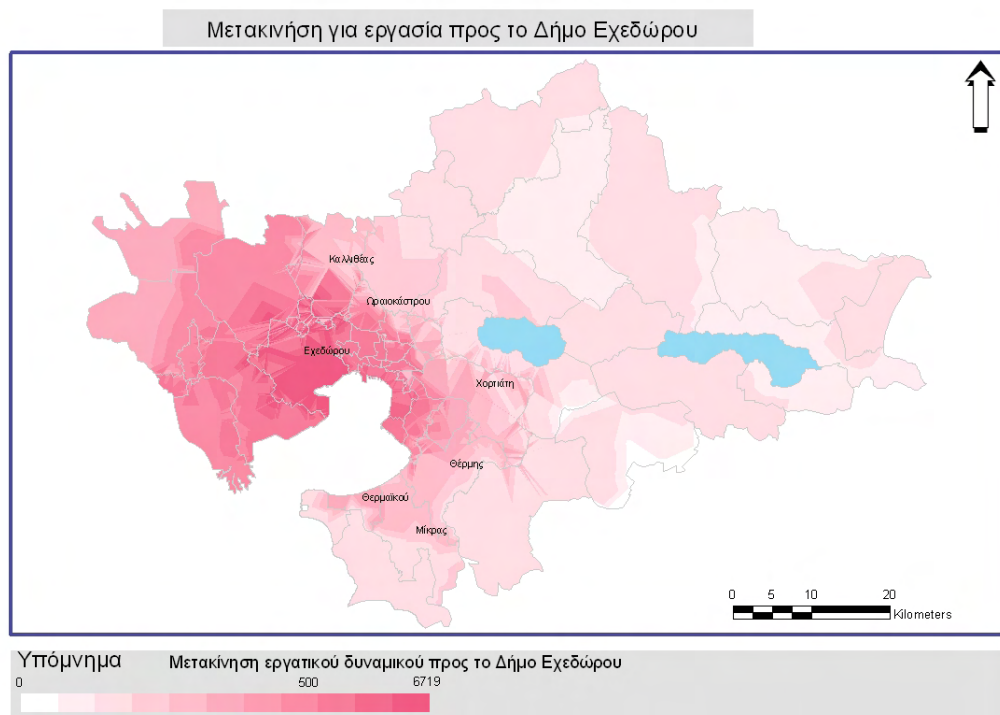 Μετακινήση για εργασία προς το Δήμο Εχεδώρου
Καλλιθέας
Ωραιοκάστρου
Εχεδώρου
Χορτιάτη
Θέρμης
Θερμαϊκού
Μίκρας
0 5 10 20
Kilometers
Υπόμνημα Μετακίνηση εργατικού δυναμικού προς το Δήμο Εχεδώρου
0 500 6719